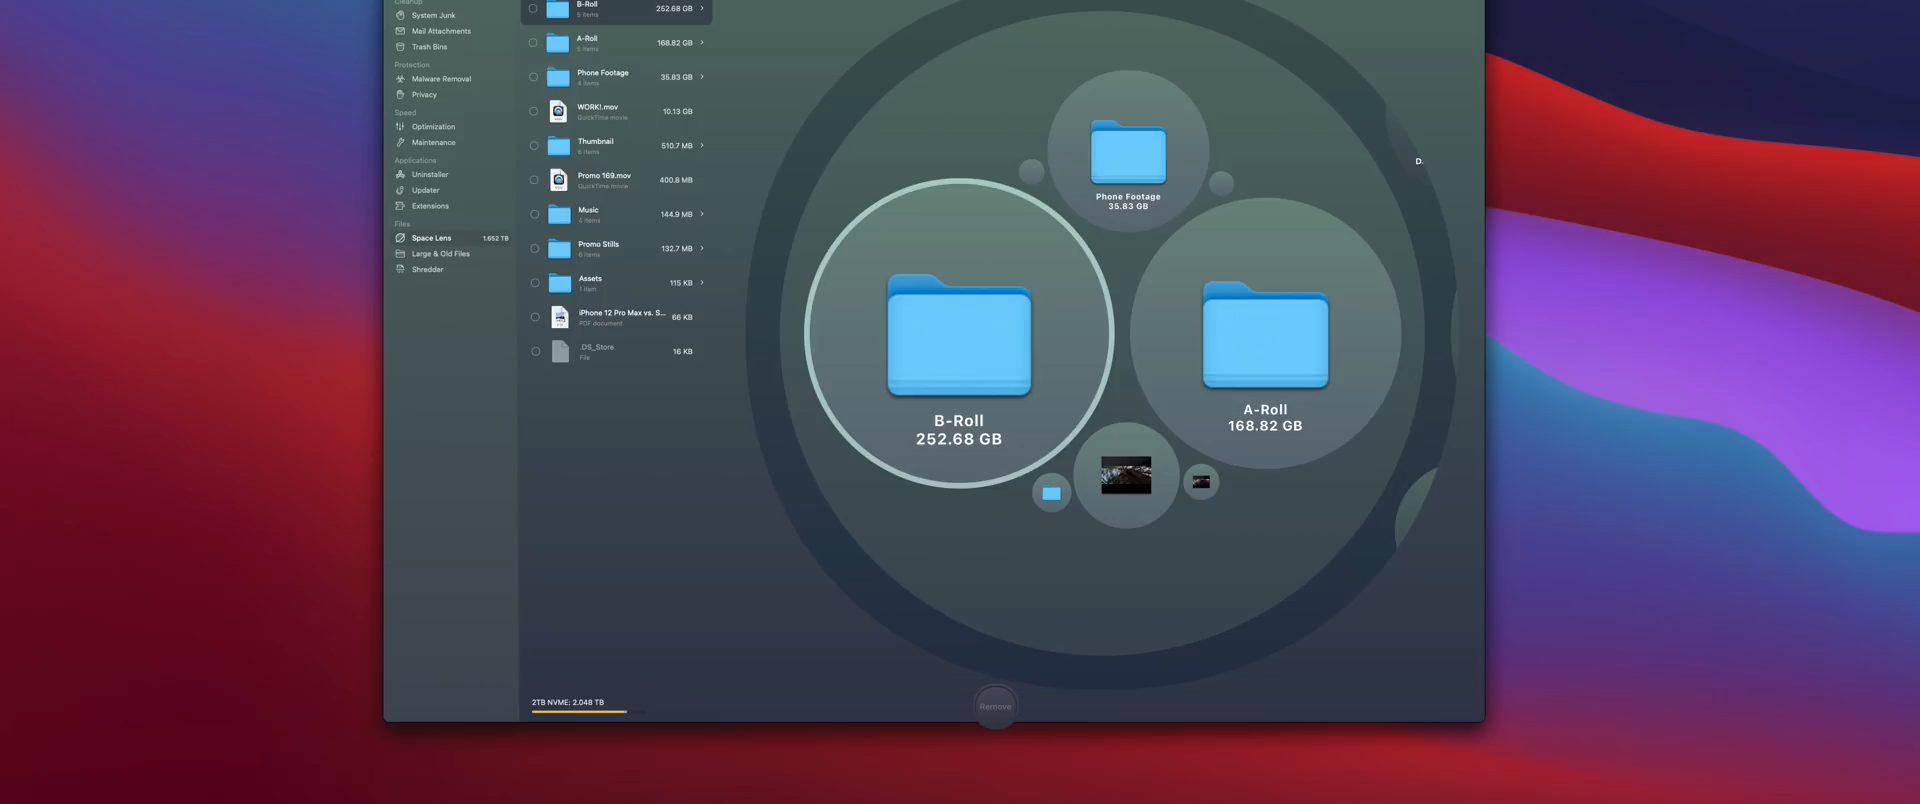 Cleanup
System Junk
Mail Attachments
Trash Bins
Protection
Malware Removal
Privacy
Speed
Optimization
Maintenance
Applications
Uninstaller
Updater
Extensions
Files
Space Lens 1.652 TB
Large & Old Files
Shredder
B-Roll 252.68 GB
5 items
A-Roll 168.82 GB
5 items
Phone Footage 35.83 GB
4 items
WORK!.mov 10.13 GB
QuickTime movie
Thumbnail 510.7 MB
6 items
Promo 169.mov 400.8 MB
QuickTime movie
Music 144.9 MB
4 items
Promo Stills 132.7 MB
6 items
Assets 115 KB
1 item
iPhone 12 Pro Max vs. S... 66 KB
PDF document
.DS_Store 16 KB
File
2TB NVME: 2.048 TB
Phone Footage
35.83 GB
B-Roll
252.68 GB
A-Roll
168.82 GB
D.
Remove